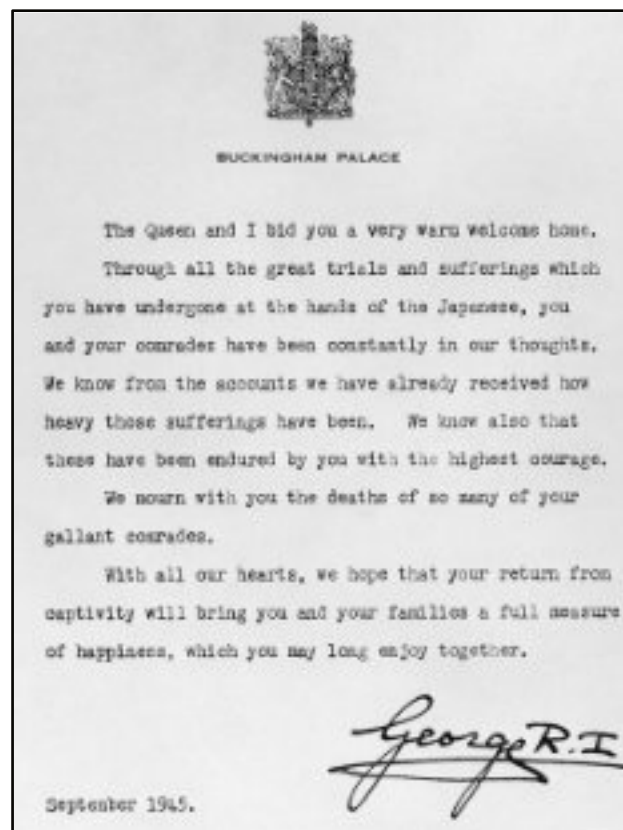 BUCKINGHAM PALACE
The Queen and I bid you a very warm welcome home.
Through all the great trials and sufferings which
you have undergone at the hands of the Japanese, you
and your comrades have been constantly in our thoughts.
We know from the accounts we have already received how
heavy those sufferings have been. We know also that
these have been endured by you with the highest courage.
We mourn with you the deaths of so many of your
gallant comrades.
With all our hearts, we hope that your return from
captivity will bring you and your families a full measure
of happiness, which you may long enjoy together.
George R.I
September 1945.